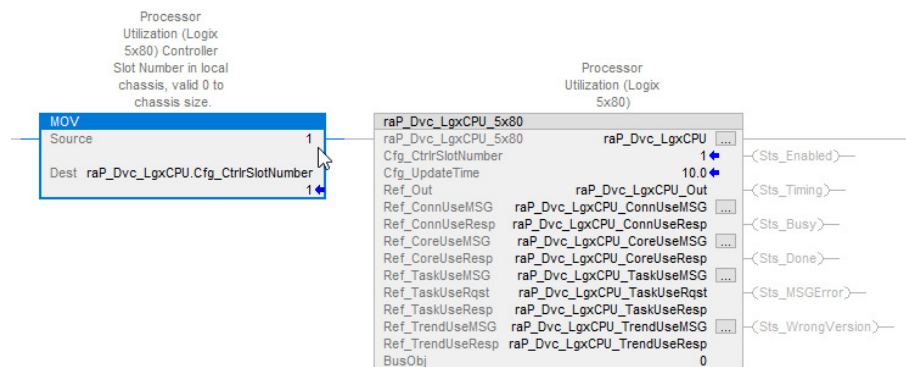 Processor
Utilization (Logix
5x80) Controller
Slot Number in local
chassis, valid 0 to
chassis size.
MOV
Source 1
Dest raP_Dvc_LgxCPU.Cfg_CtrlrSlotNumber
1
Processor
Utilization (Logix
5x80)
raP_Dvc_LgxCPU_5x80
raP_Dvc_LgxCPU_5x80 raP_Dvc_LgxCPU ...
Cfg_CtrlrSlotNumber 1
(Sts_Enabled)
Cfg_UpdateTime 10.0
Ref_Out raP_Dvc_LgxCPU_Out
(Sts_Timing)
Ref_ConnUseMSG raP_Dvc_LgxCPU_ConnUseMSG ...
Ref_ConnUseResp raP_Dvc_LgxCPU_ConnUseResp
(Sts_Busy)
Ref_CoreUseMSG raP_Dvc_LgxCPU_CoreUseMSG ...
Ref_CoreUseResp raP_Dvc_LgxCPU_CoreUseResp
(Sts_Done)
Ref_TaskUseMSG raP_Dvc_LgxCPU_TaskUseMSG ...
Ref_TaskUseRqst raP_Dvc_LgxCPU_TaskUseRqst
(Sts_MSGError)
Ref_TaskUseResp raP_Dvc_LgxCPU_TaskUseResp
Ref_TrendUseMSG raP_Dvc_LgxCPU_TrendUseMSG ...
(Sts_WrongVersion)
Ref_TrendUseResp raP_Dvc_LgxCPU_TrendUseResp
BusObj 0